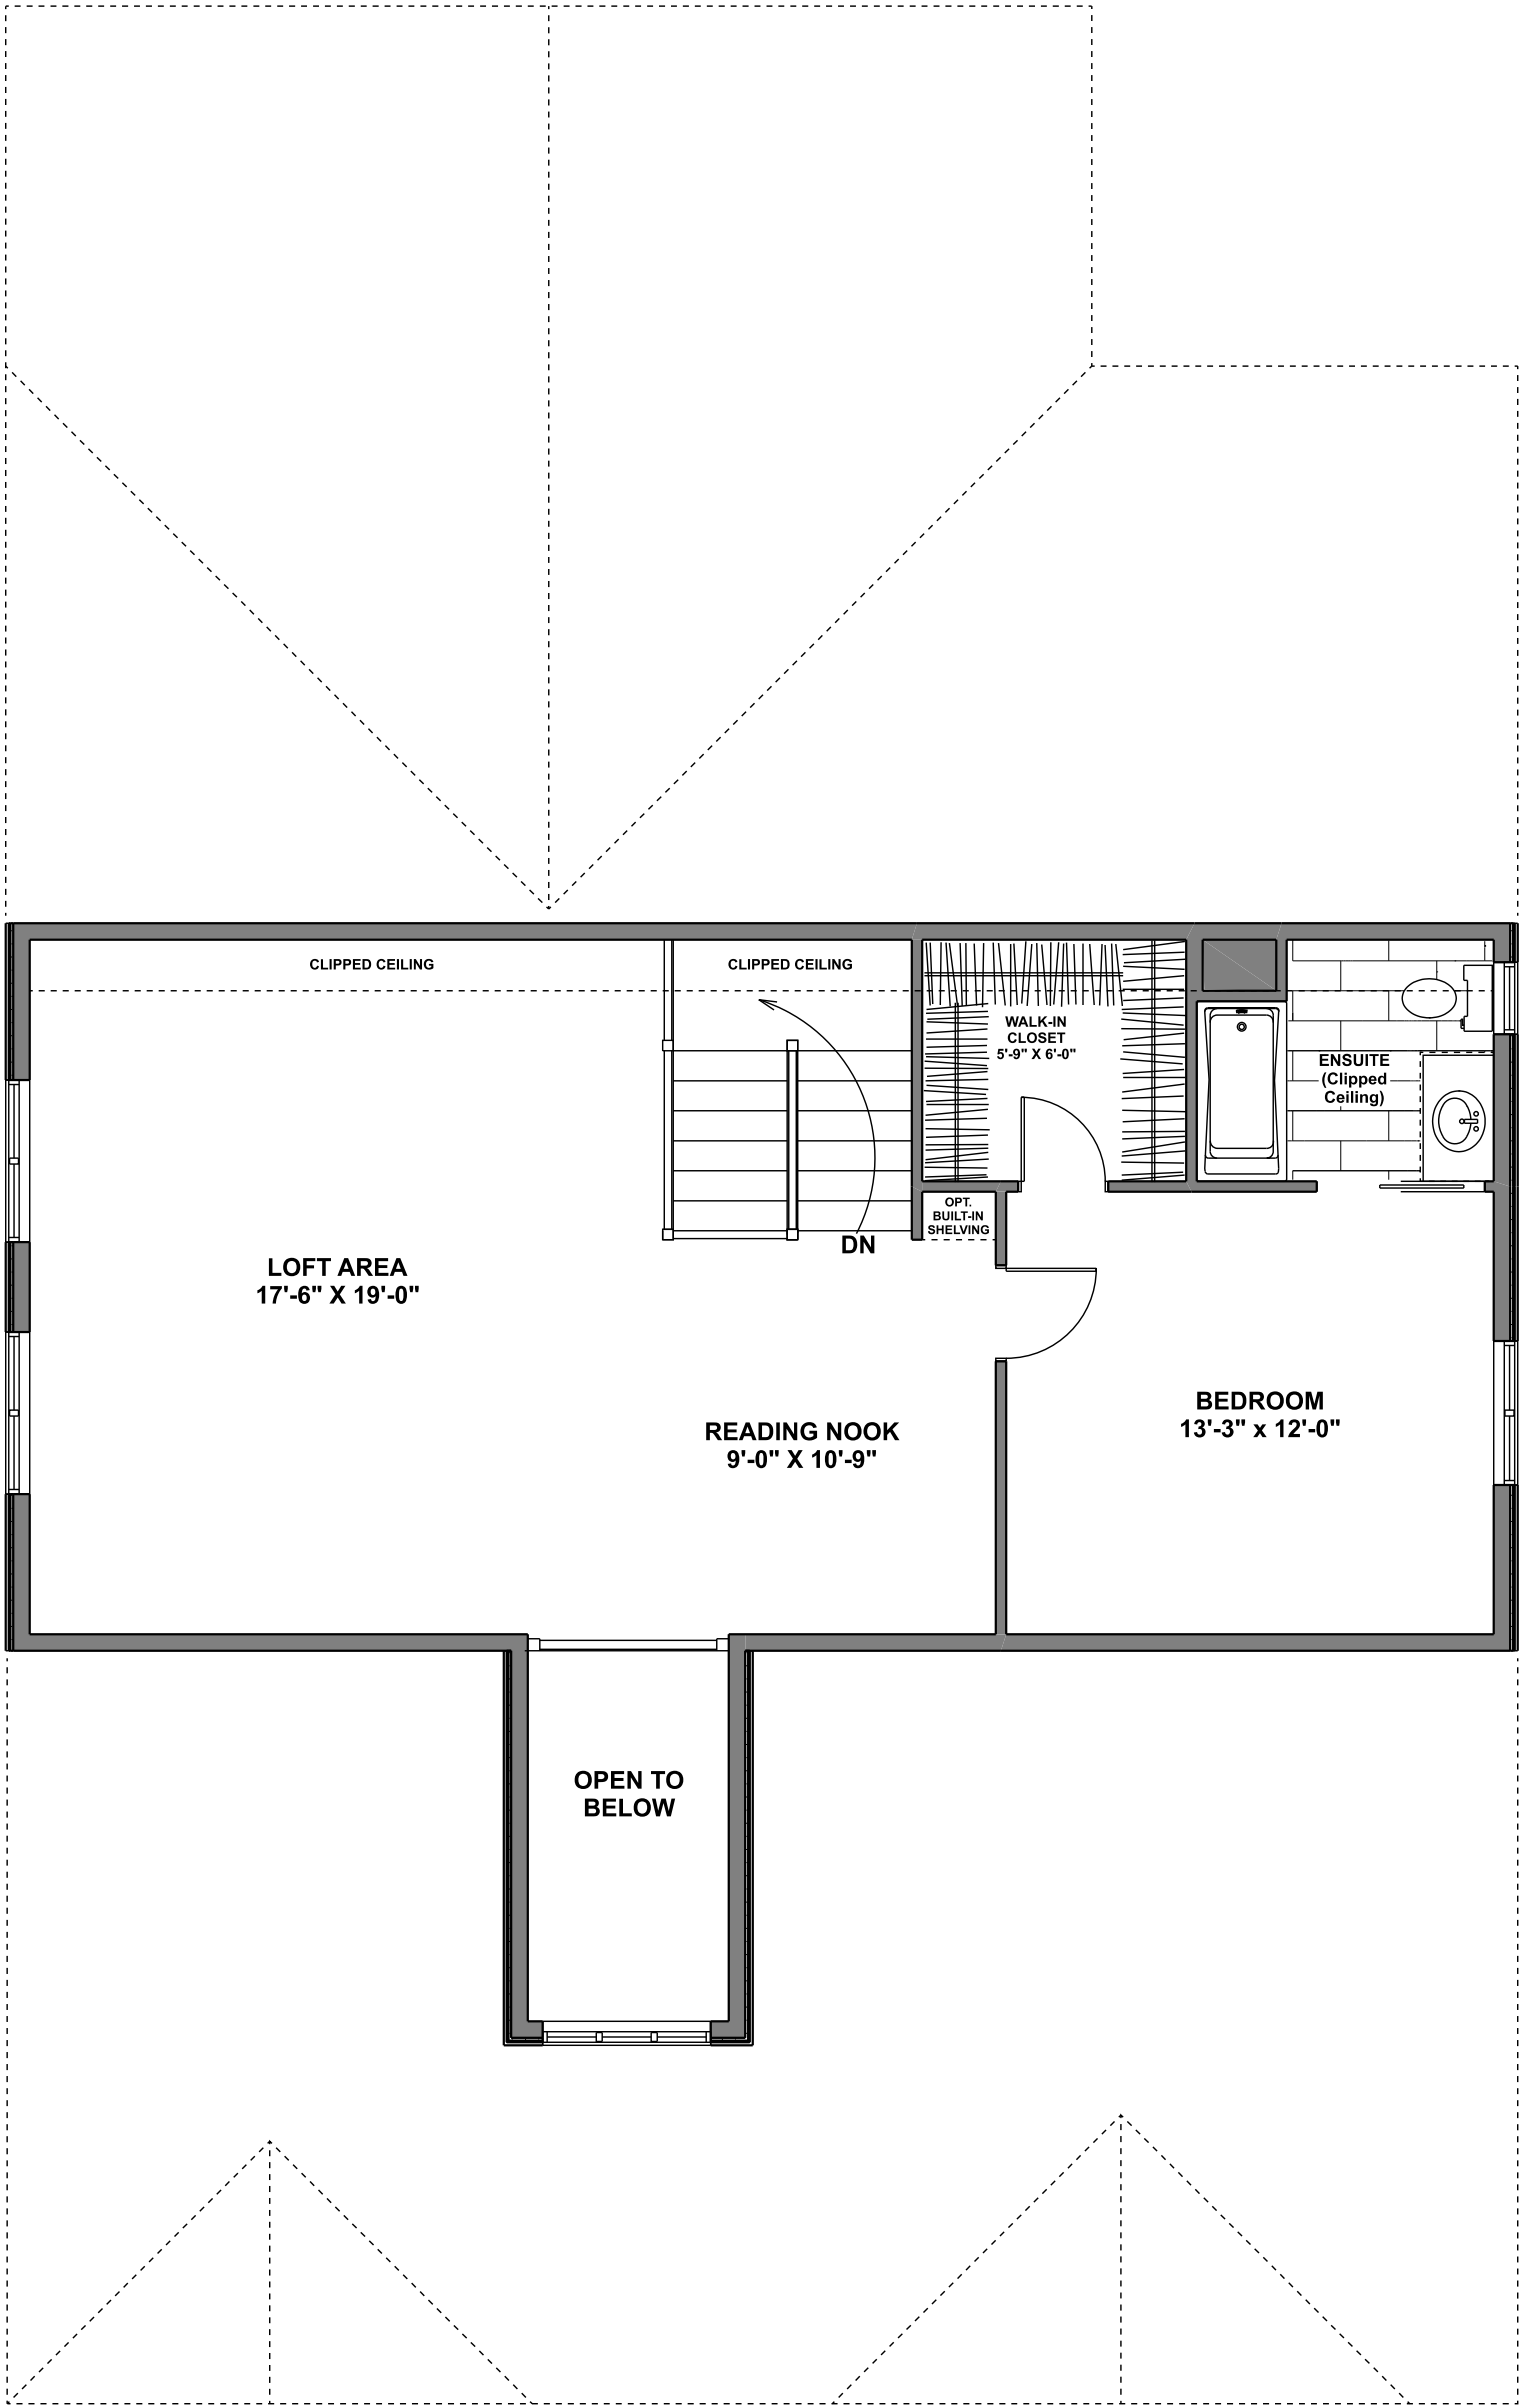 CLIPPED CEILING
CLIPPED CEILING
WALK-IN
CLOSET
5'-9" X 6'-0"
ENSUITE
(Clipped
Ceiling)
OPT.
BUILT-IN
SHELVING
DN
LOFT AREA
17'-6" X 19'-0"
READING NOOK
9'-0" X 10'-9"
BEDROOM
13'-3" x 12'-0"
OPEN TO
BELOW